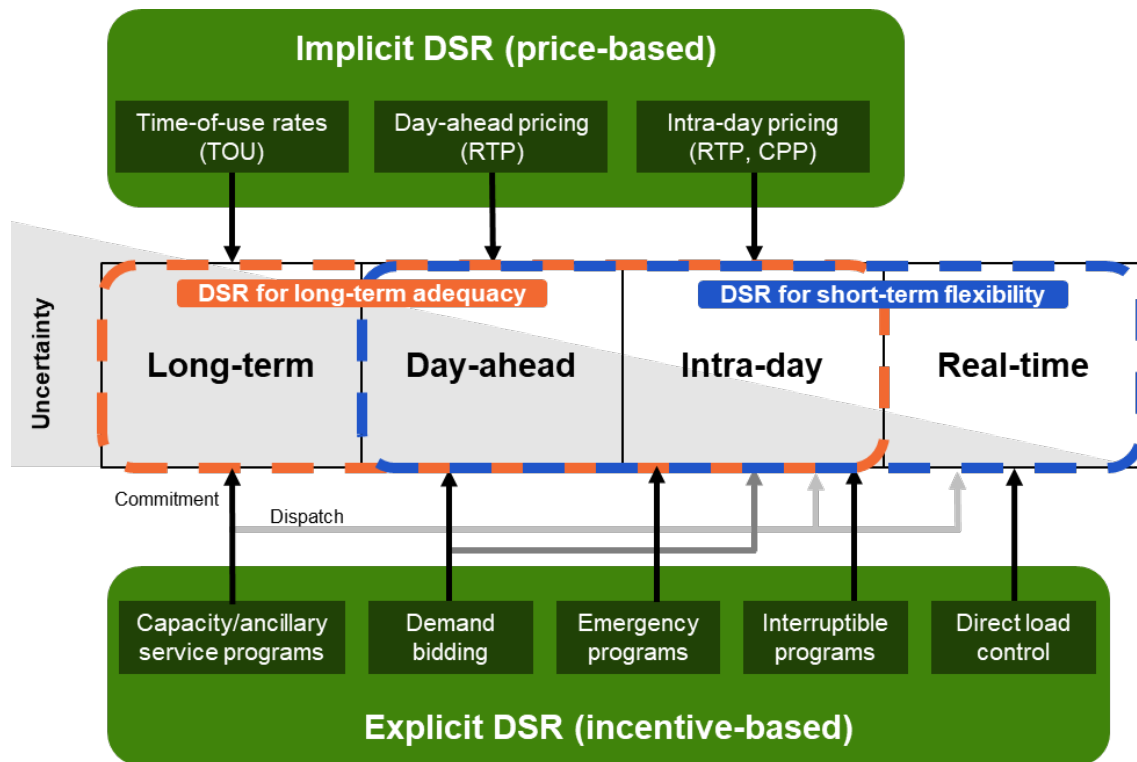 Implicit DSR (price-based)
Time-of-use rates
(TOU)
Day-ahead pricing
(RTP)
Intra-day pricing
(RTP, CPP)
Uncertainty
DSR for long-term adequacy
DSR for short-term flexibility
Long-term
Day-ahead
Intra-day
Real-time
Commitment
Dispatch
Capacity/ancillary
service programs
Demand
bidding
Emergency
programs
Interruptible
programs
Direct load
control
Explicit DSR (incentive-based)